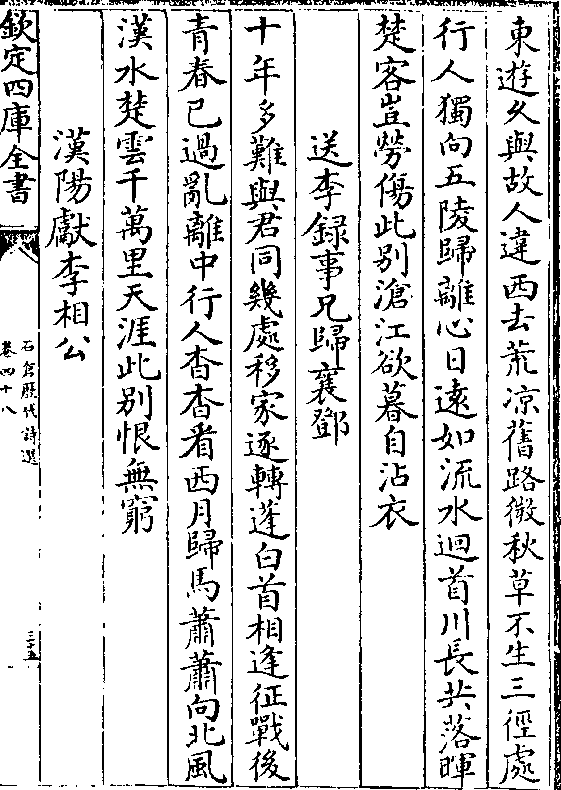 東遊久與故人違西去荒凉舊路微秋草不生三徑處
行人獨向五陵歸離心日逺如流水迴首川長共落暉
楚客豈勞傷此别滄江欲暮自沾衣
送李録事兄歸襄鄧
十年多難與君同幾處移家逐轉蓬白首相逢征戰後
青春已過亂離中行人杳杳看西月歸馬蕭蕭向北風
漢水楚雲千萬里天涯此别恨無窮
漢陽獻李相公
欽定四庫全書
石倉歴代詩選
卷四十八
三十五